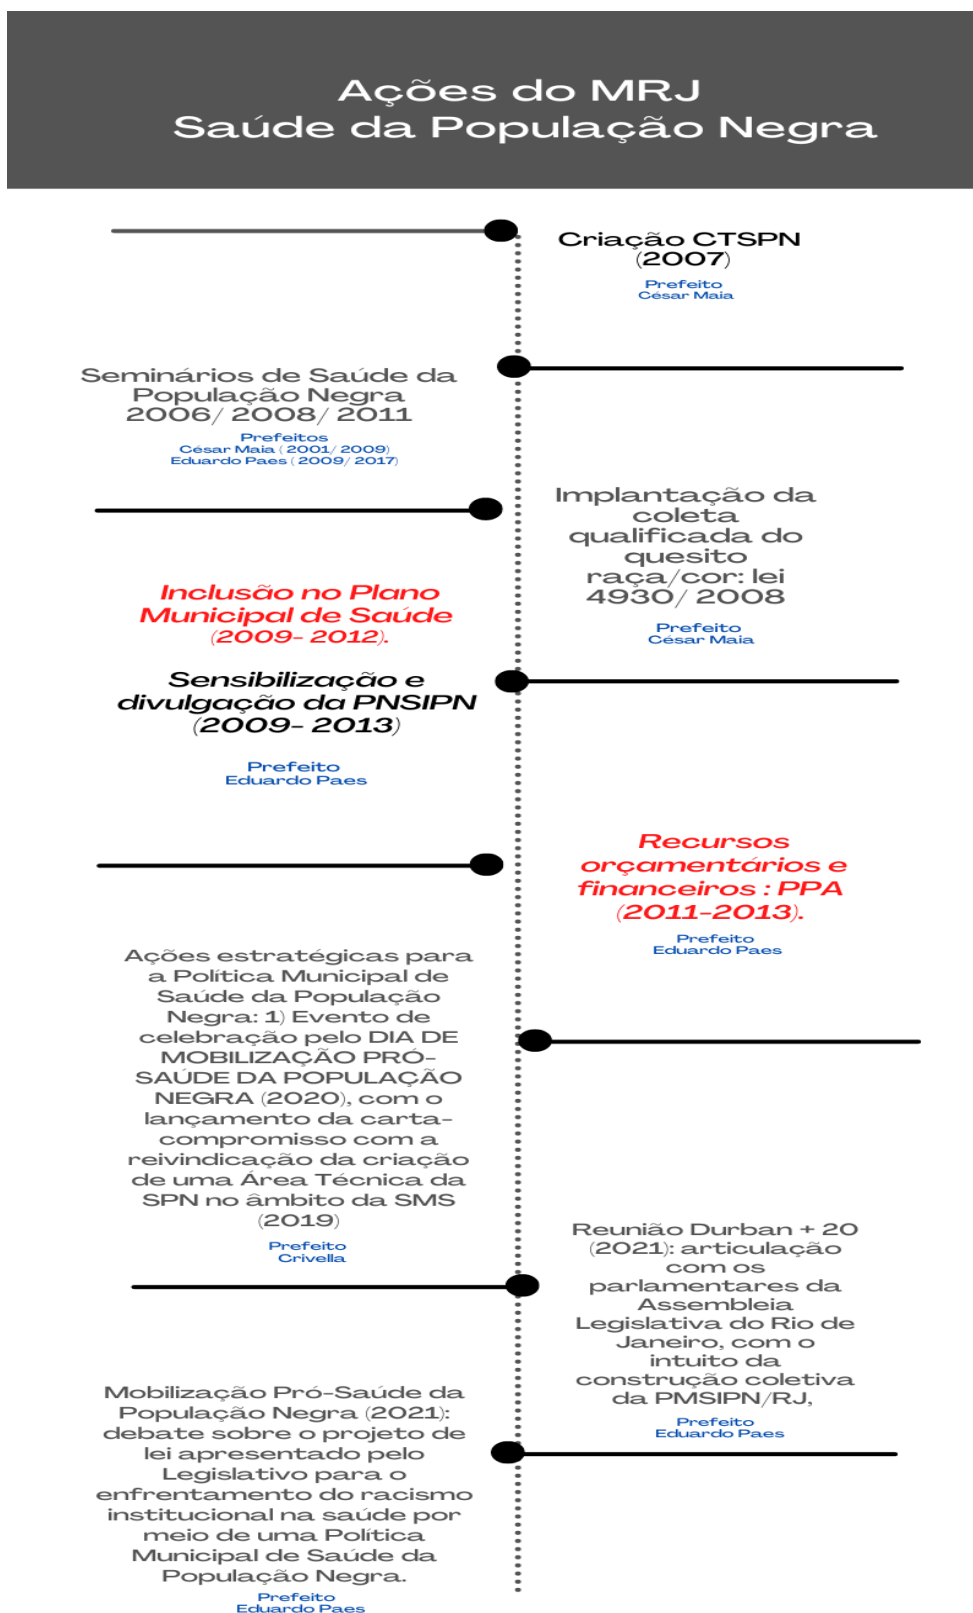 Ações do MRJ
Saúde da População Negra
Criação CTSPN
(2007)
Prefeito
César Maia
Seminários de Saúde da
População Negra
2006/ 2008/ 2011
Prefeitos
César Maia ( 2001/ 2009)
Eduardo Paes ( 2009/ 2017)
Implantação da
coleta
qualificada do
quesito
raça/cor: lei
4930/ 2008
Prefeito
César Maia
Inclusão no Plano
Municipal de Saúde
(2009- 2012).
Sensibilização e
divulgação da PNSIPN
(2009- 2013)
Prefeito
Eduardo Paes
Recursos
orçamentários e
financeiros : PPA
(2011-2013).
Prefeito
Eduardo Paes
Ações estratégicas para
a Política Municipal de
Saúde da População
Negra: 1) Evento de
celebração pelo DIA DE
MOBILIZAÇÃO PRÓ-
SAÚDE DA POPULAÇÃO
NEGRA (2020), com o
lançamento da carta-
compromisso com a
reivindicação da criação
de uma Área Técnica da
SPN no âmbito da SMS
(2019)
Prefeito
Crivella
Reunião Durban + 20
(2021): articulação
com os
parlamentares da
Assembleia
Legislativa do Rio de
Janeiro, com o
intuito da
construção coletiva
da PMSIPN/RJ,
Prefeito
Eduardo Paes
Mobilização Pró-Saúde da
População Negra (2021):
debate sobre o projeto de
lei apresentado pelo
Legislativo para o
enfrentamento do racismo
institucional na saúde por
meio de uma Política
Municipal de Saúde da
População Negra.
Prefeito
Eduardo Paes